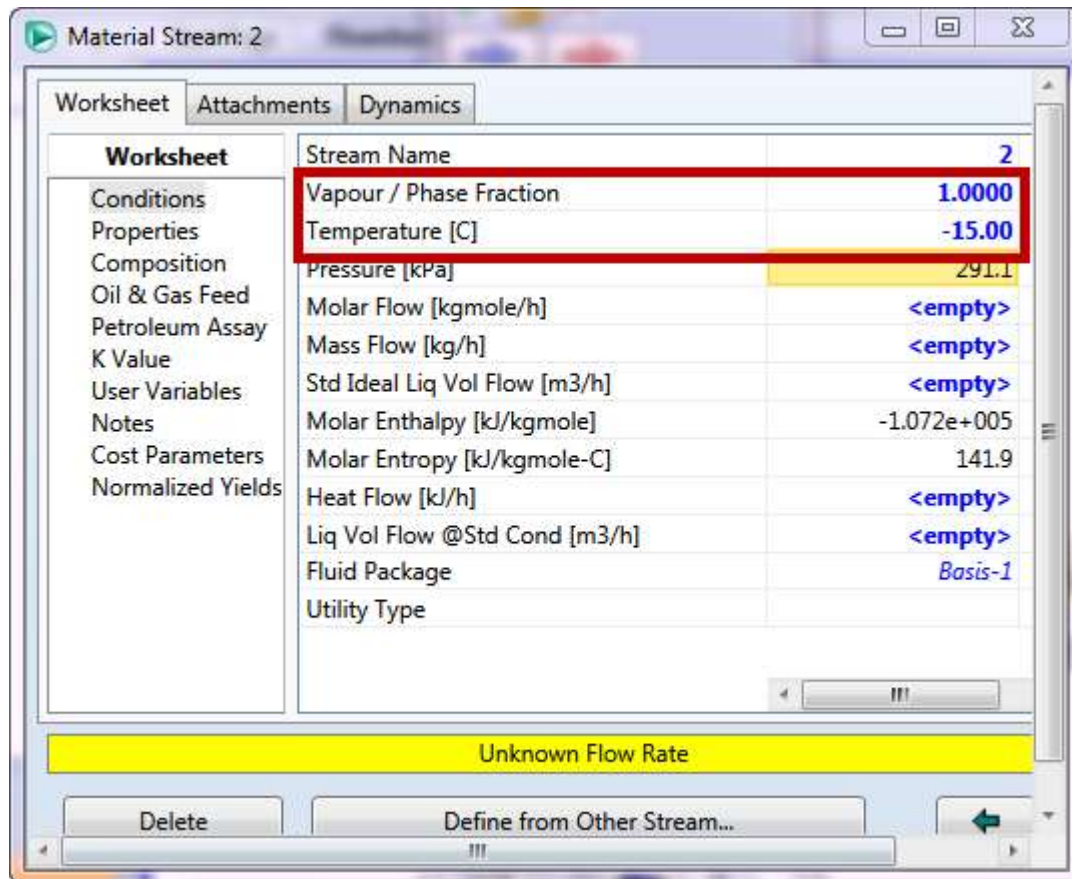 Material Stream: 2
Worksheet Attachments Dynamics
Worksheet
Conditions
Properties
Composition
Oil & Gas Feed
Petroleum Assay
K Value
User Variables
Notes
Cost Parameters
Normalized Yields
Stream Name 2
Vapour / Phase Fraction 1.0000
Temperature [C] -15.00
Pressure [kPa] 291.1
Molar Flow [kgmole/h] <empty>
Mass Flow [kg/h] <empty>
Std Ideal Liq Vol Flow [m3/h] <empty>
Molar Enthalpy [kJ/kgmole] -1.072e+005
Molar Entropy [kJ/kgmole-C] 141.9
Heat Flow [kJ/h] <empty>
Liq Vol Flow @Std Cond [m3/h] <empty>
Fluid Package Basis-1
Utility Type
Unknown Flow Rate
Delete Define from Other Stream...